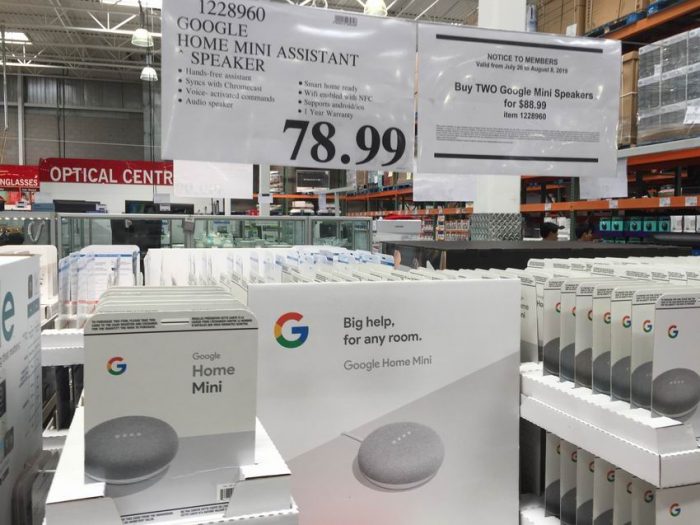 1228960
GOOGLE
HOME MINI ASSISTANT
SPEAKER
• Hands-free assistant
• Syncs with Chromecast
• Voice- activated commands
• Audio speaker
• Smart home ready
• Wifi enabled with NFC
• Supports android/ios
• 1 Year Warranty
78.99
NOTICE TO MEMBERS
Buy TWO Google Mini Speakers
for $88.99
item 1228960
NGLASSES
OPTICAL CENTR
Big help,
for any room.
Google Home Mini
G
Google
Home
Mini
G